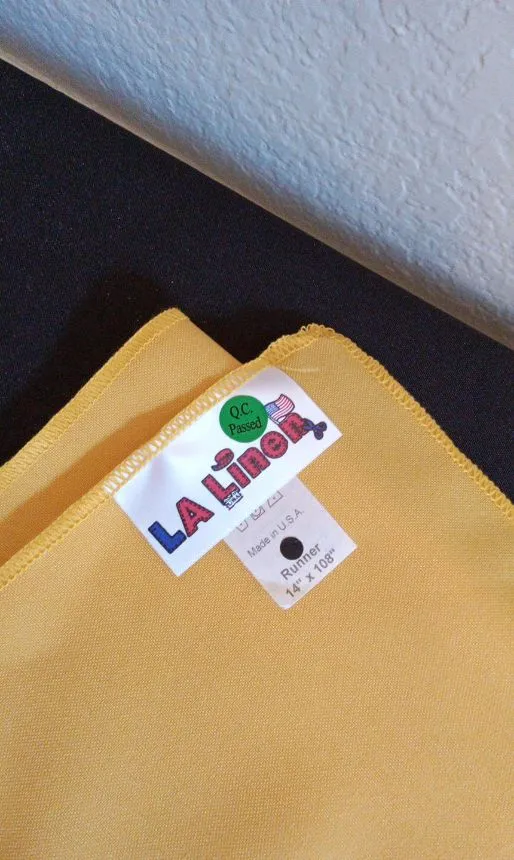 Q.C.
Passed
LA Linen
Made in U.S.A.
Runner
14" x 108"